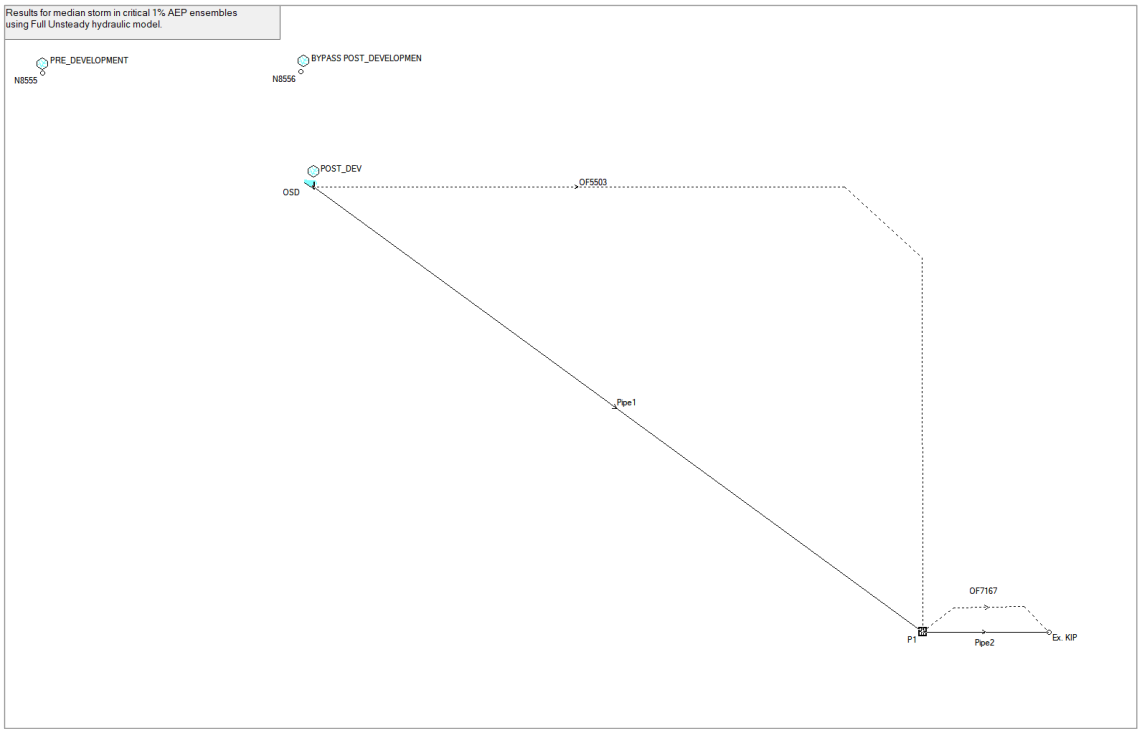 Results for median storm in critical 1% AEP ensembles
using Full Unsteady hydraulic model.
PRE_DEVELOPMENT
N8555
BYPASS POST_DEVELOPMEN
N8556
POST_DEV
OSD
OF5503
Pipe1
OF7167
P1
Pipe2
Ex. KIP